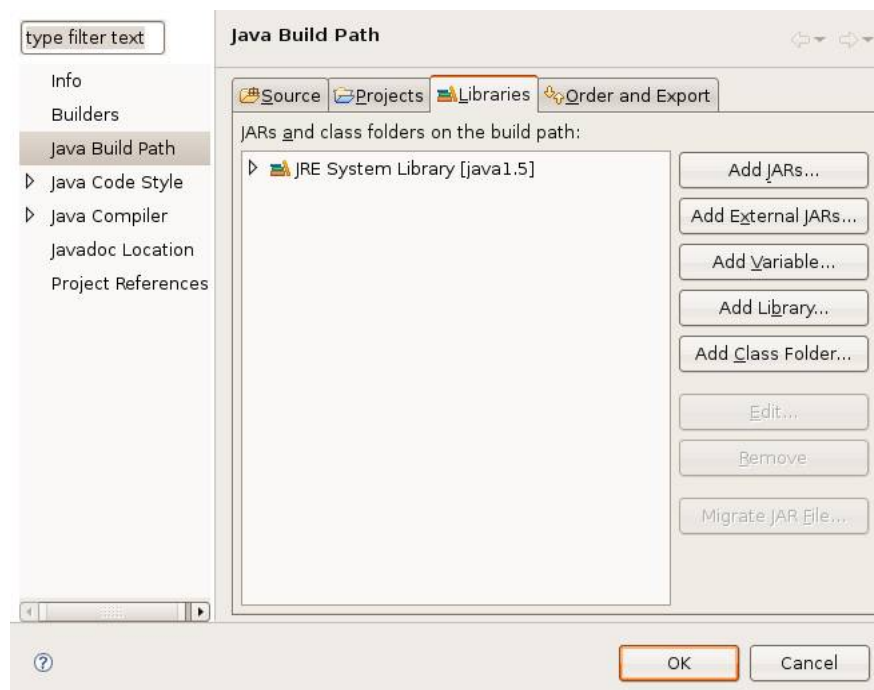 type filter text
Info
Builders
Java Build Path
Java Code Style
Java Compiler
Javadoc Location
Project References
Java Build Path
Source
Projects
Libraries
Order and Export
JARs and class folders on the build path:
JRE System Library [java1.5]
Add JARs...
Add External JARs...
Add Variable...
Add Library...
Add Class Folder...
Edit...
Remove
Migrate JAR File...
OK
Cancel